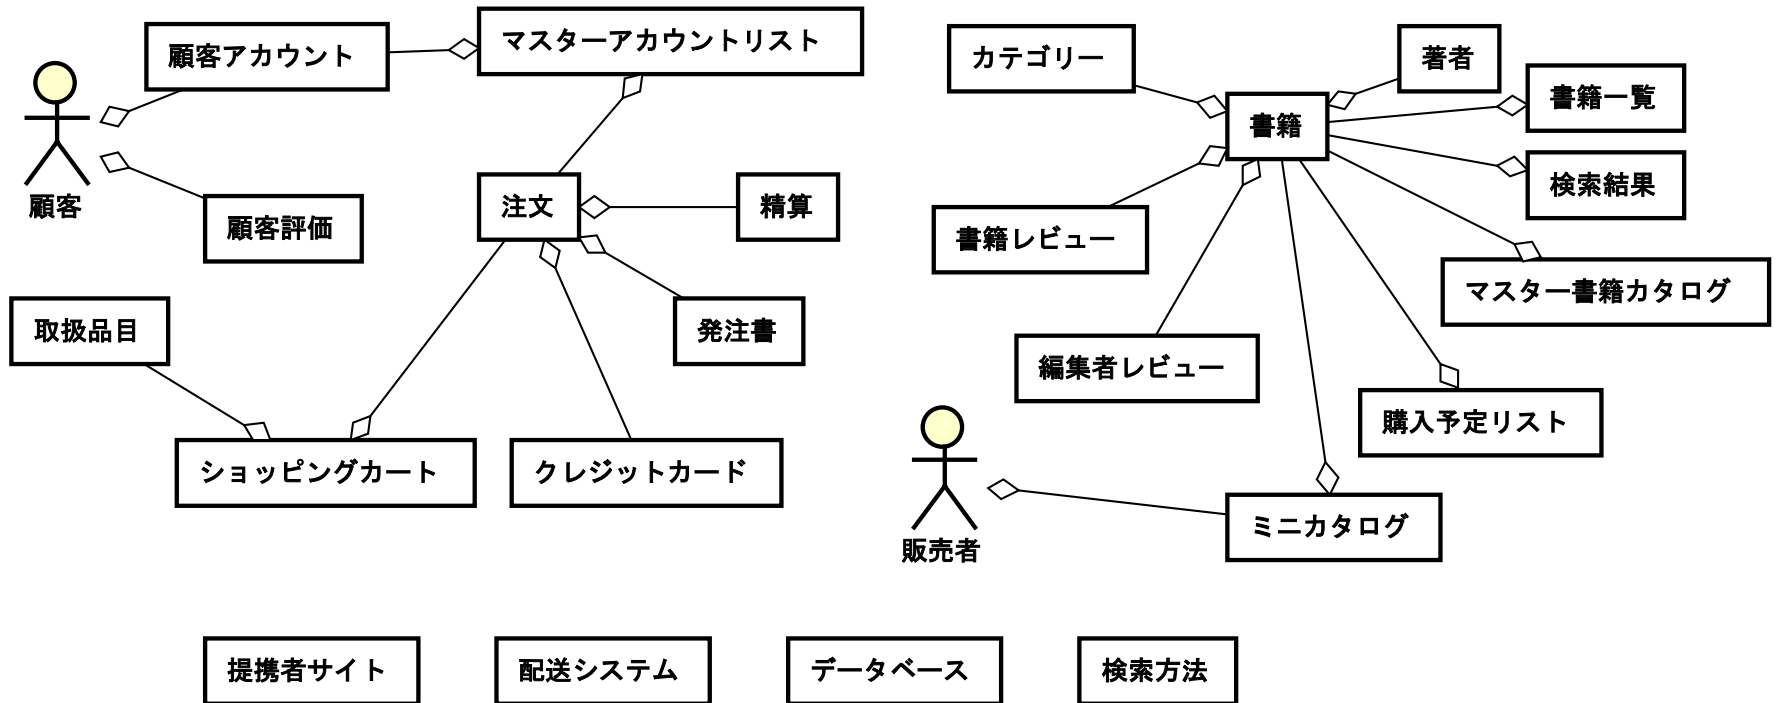 顧客アカウント
マスターアカウントリスト
カテゴリー
著者
書籍一覧
書籍
検索結果
顧客
顧客評価
注文
精算
書籍レビュー
マスター書籍カタログ
取扱品目
発注書
編集者レビュー
購入予定リスト
ショッピングカート
クレジットカード
ミニカタログ
販売者
提携者サイト
配送システム
データベース
検索方法